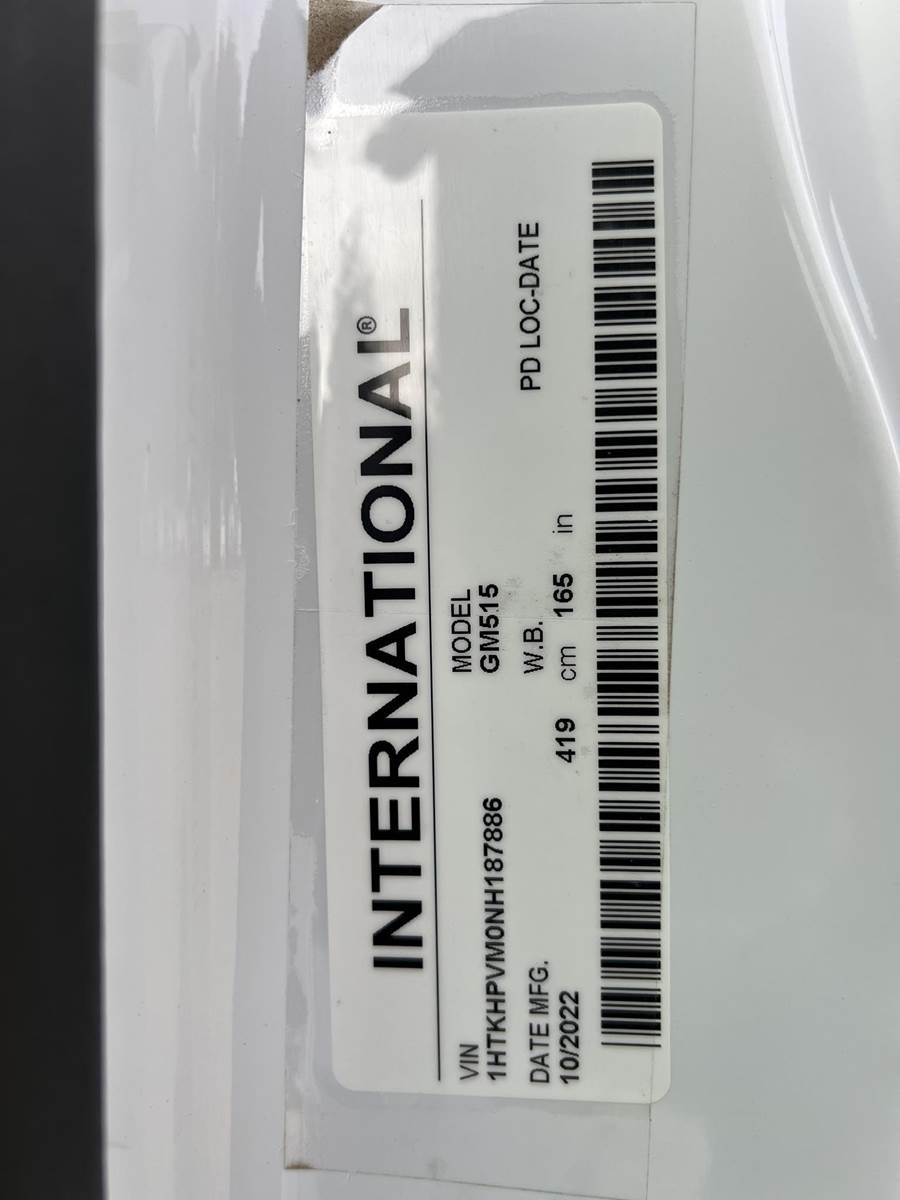 INTERNATIONAL®
VIN MODEL
1HTKHPVM0NH187886 GM515
DATE MFG. W.B. PD LOC-DATE
10/2022 419 cm 165 in